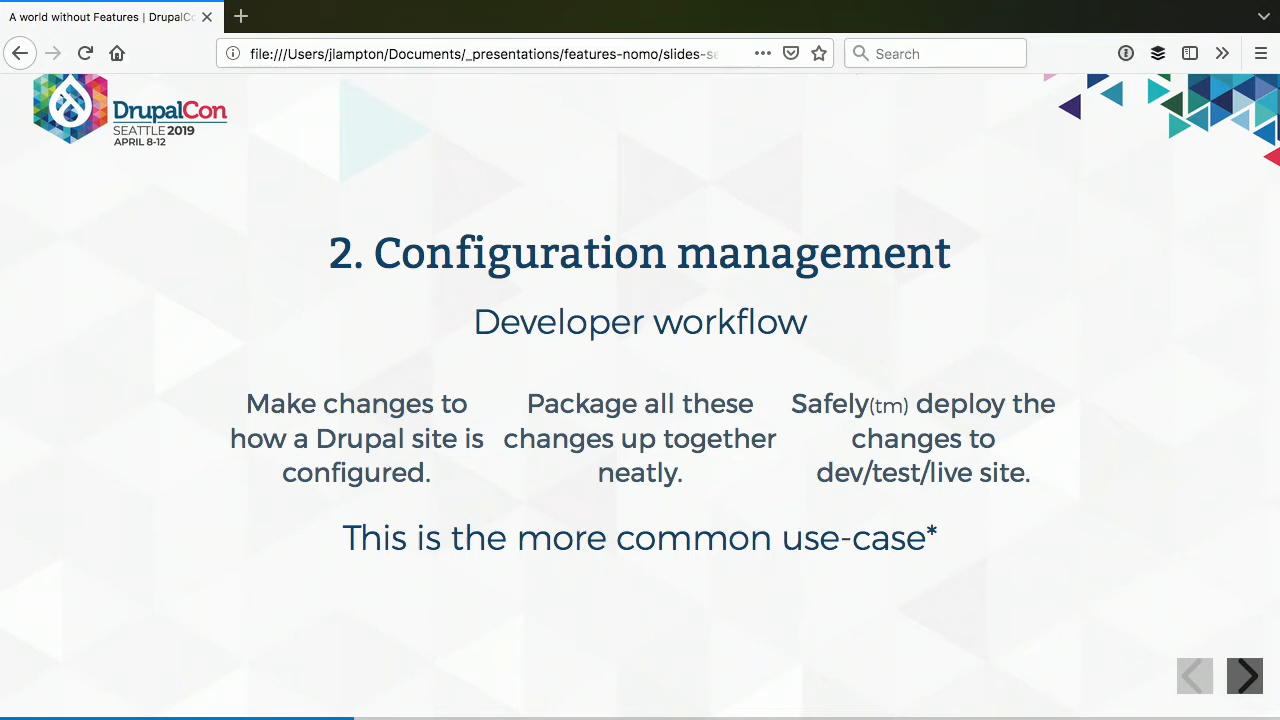 A world without Features | DrupalCo
file:///Users/jlampton/Documents/_presentations/features-nomo/slides-se
Search
DrupalCon
SEATTLE 2019
APRIL 8-12
2. Configuration management
Developer workflow
Make changes to
how a Drupal site is
configured.
Package all these
changes up together
neatly.
Safely(tm) deploy the
changes to
dev/test/live site.
This is the more common use-case*